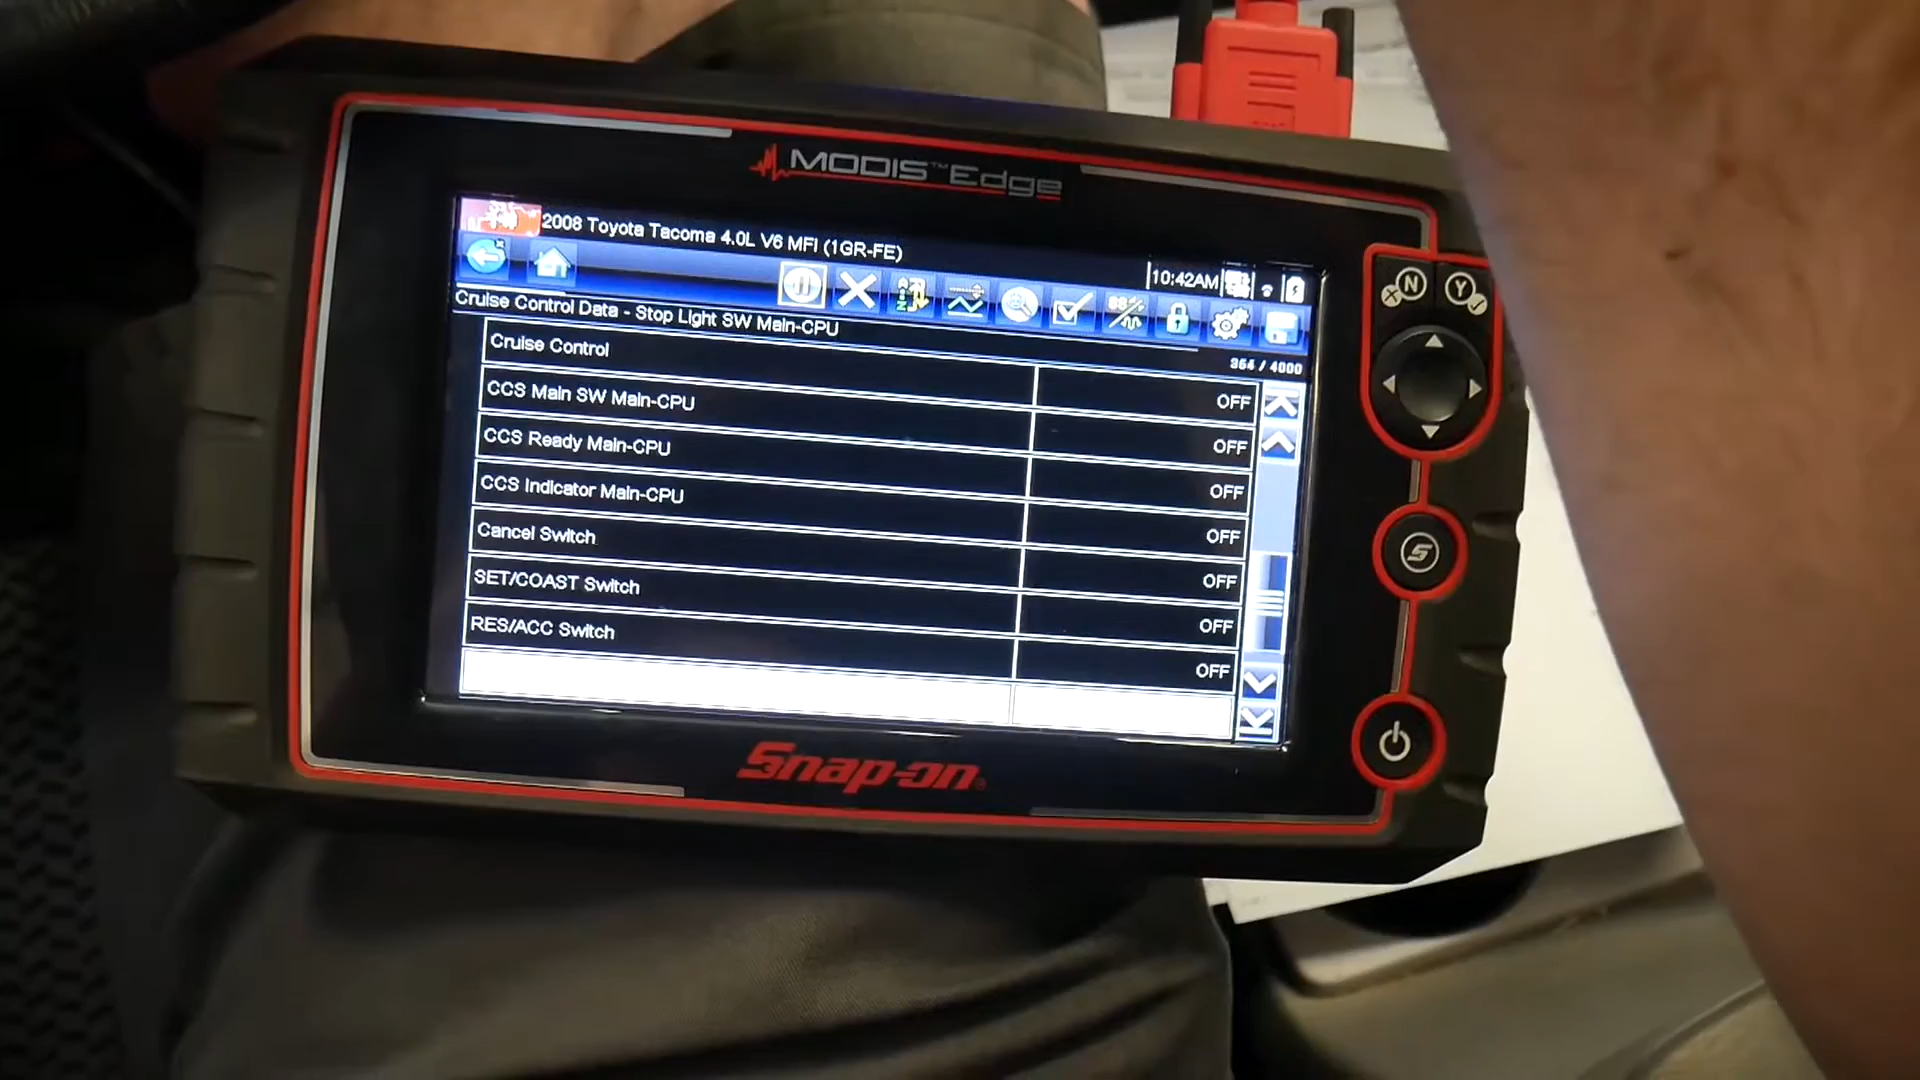 MODIS™ Edge
2008 Toyota Tacoma 4.0L V6 MFI (1GR-FE)
10:42AM
Cruise Control Data - Stop Light SW Main-CPU
354 / 4000
Cruise Control OFF
CCS Main SW Main-CPU OFF
CCS Ready Main-CPU OFF
CCS Indicator Main-CPU OFF
Cancel Switch OFF
SET/COAST Switch OFF
RES/ACC Switch OFF
Snap-on
N
Y
S